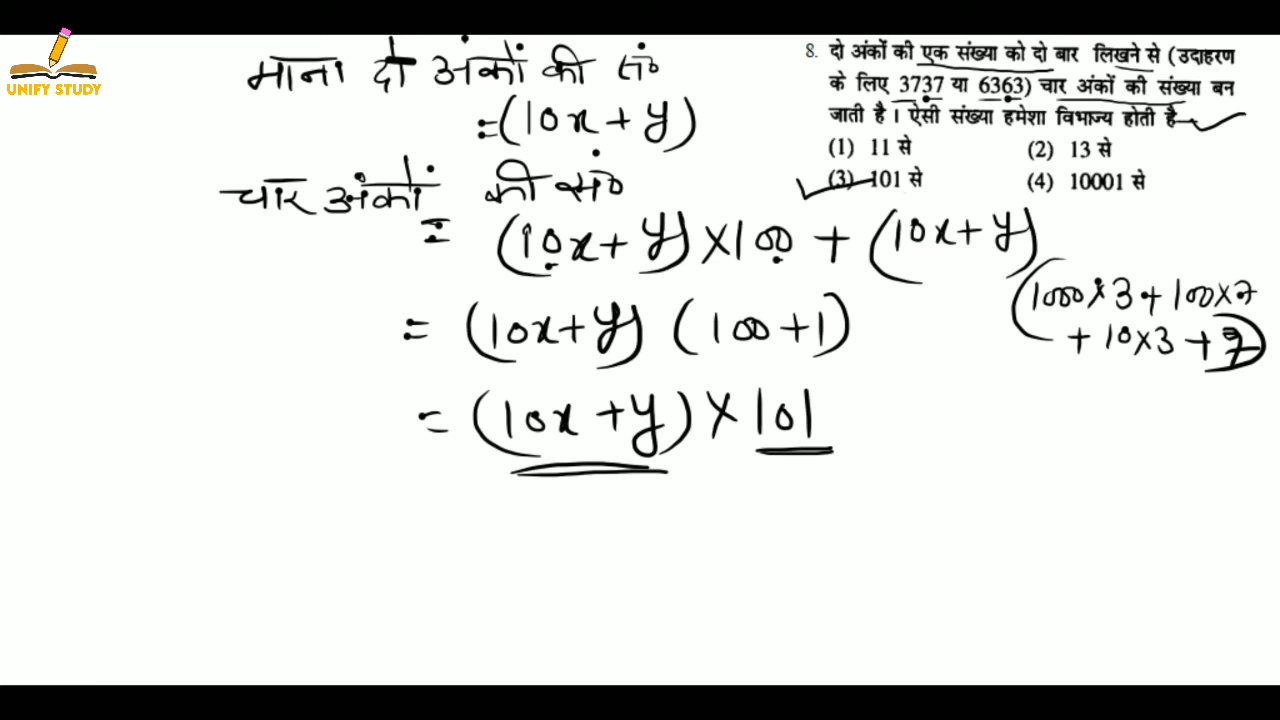 UNIFY STUDY
माना दो अंकों की सं०
=(10x+y)
चार अंकों की सं०
= (10x+y)×100 + (10x+y)
= (10x+y) (100+1)
= (10x+y)×101
8. दो अंकों की एक संख्या को दो बार लिखने से (उदाहरण
के लिए 3737 या 6363) चार अंकों की संख्या बन
जाती है। ऐसी संख्या हमेशा विभाज्य होती है—
(1) 11 से (2) 13 से
(3) 101 से (4) 10001 से
(1000×3+100×7
+10×3+7)